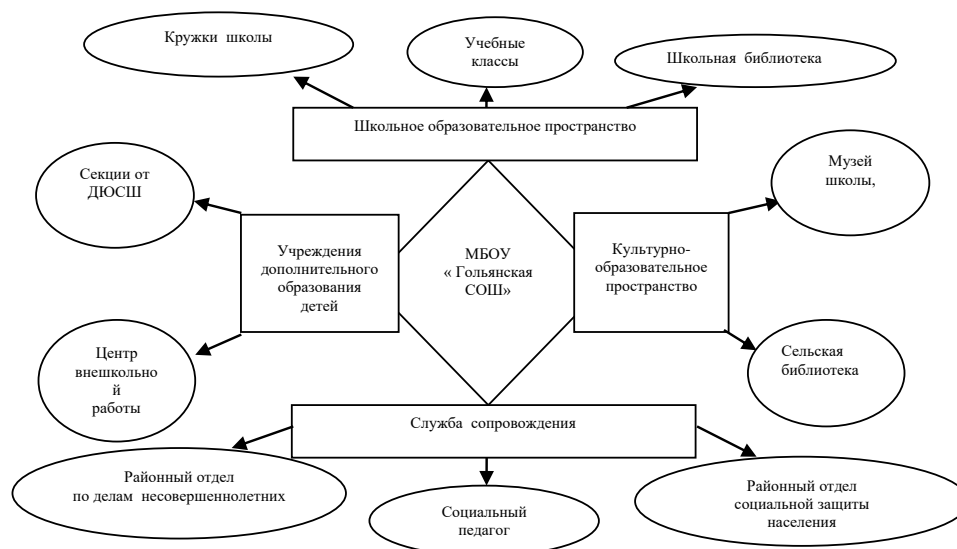 Кружки школы
Учебные
классы
Школьная библиотека
Школьное образовательное пространство
Секции от
ДЮСШ
Музей
школы,
Учреждения
дополнительного
образования
детей
МБОУ
« Гольянская
СОШ»
Культурно-
образовательное
пространство
Центр
внешкольно
й
работы
Сельская
библиотека
Служба сопровождения
Районный отдел
по делам несовершеннолетних
Социальный
педагог
Районный отдел
социальной защиты
населения